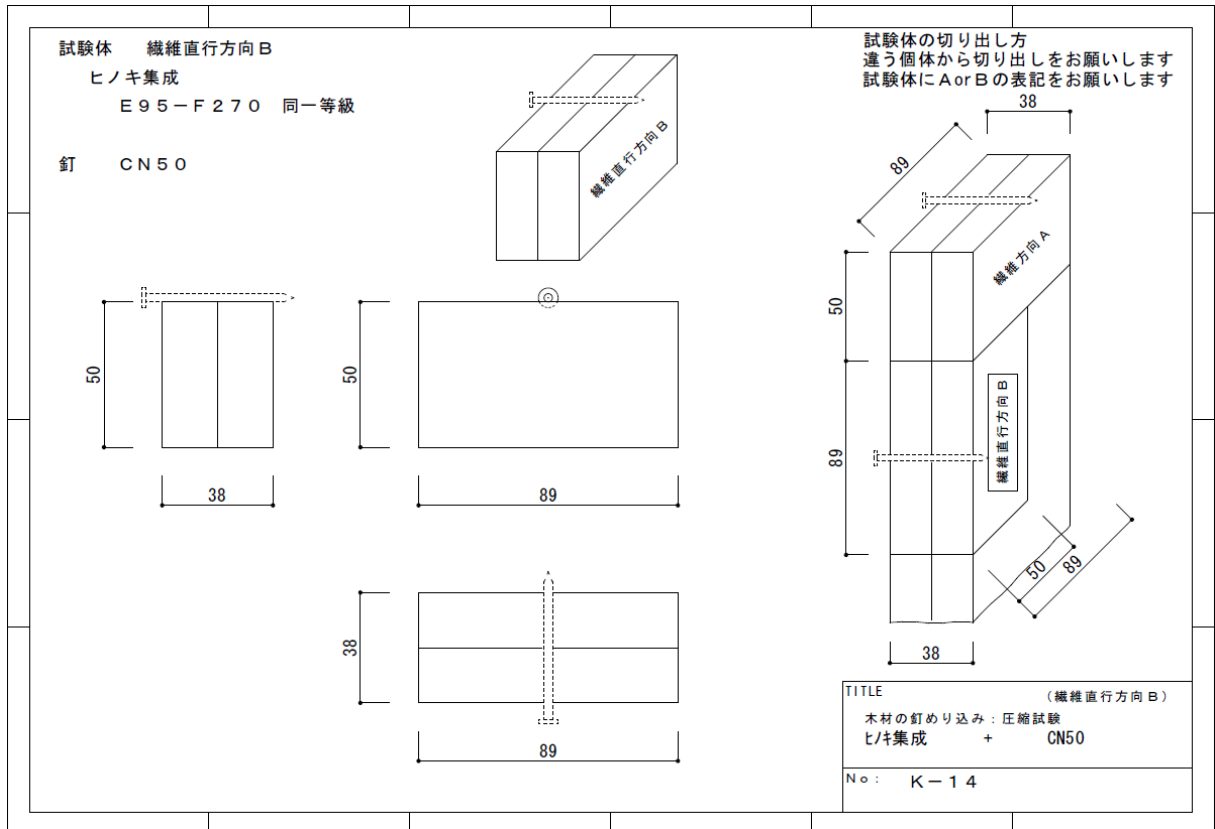 試験体　繊維直行方向Ｂ
ヒノキ集成
Ｅ９５－Ｆ２７０　同一等級
釘　ＣＮ５０
繊維直行方向Ｂ
試験体の切り出し方
違う個体から切り出しをお願いします
試験体にＡorＢの表記をお願いします
38
89
繊維方向Ａ
50
89
繊維直行方向Ｂ
50
89
38
50
38
50
89
38
89
TITLE
（繊維直行方向Ｂ）
木材の釘めり込み：圧縮試験
ﾋﾉｷ集成　+　CN50
Ｎｏ：　Ｋ－１４